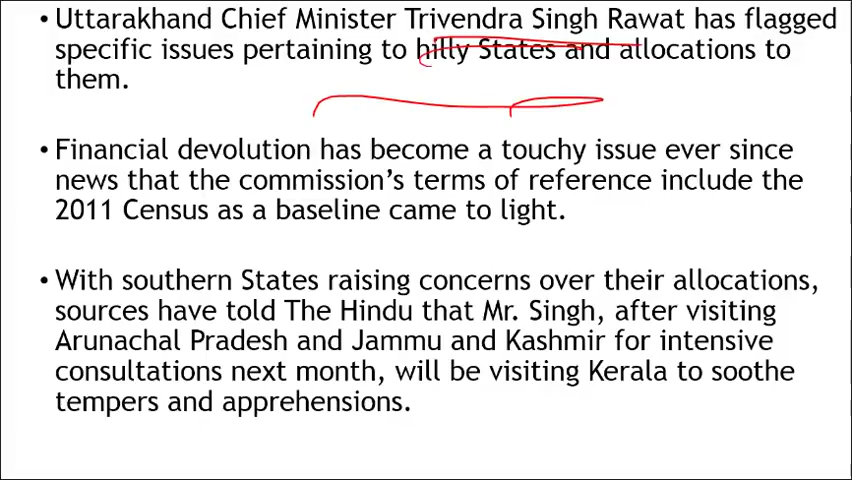 • Uttarakhand Chief Minister Trivendra Singh Rawat has flagged
specific issues pertaining to hilly States and allocations to
them.
• Financial devolution has become a touchy issue ever since
news that the commission's terms of reference include the
2011 Census as a baseline came to light.
• With southern States raising concerns over their allocations,
sources have told The Hindu that Mr. Singh, after visiting
Arunachal Pradesh and Jammu and Kashmir for intensive
consultations next month, will be visiting Kerala to soothe
tempers and apprehensions.